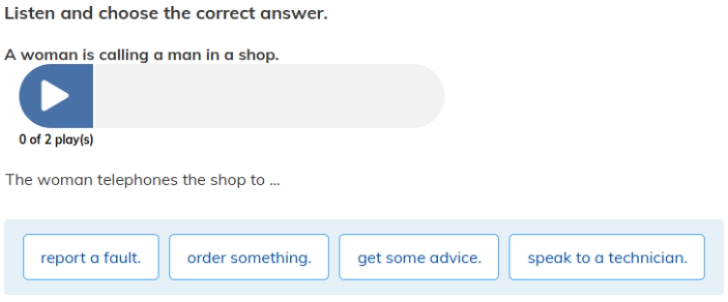 Listen and choose the correct answer.
A woman is calling a man in a shop.
0 of 2 play(s)
The woman telephones the shop to ...
report a fault.
order something.
get some advice.
speak to a technician.